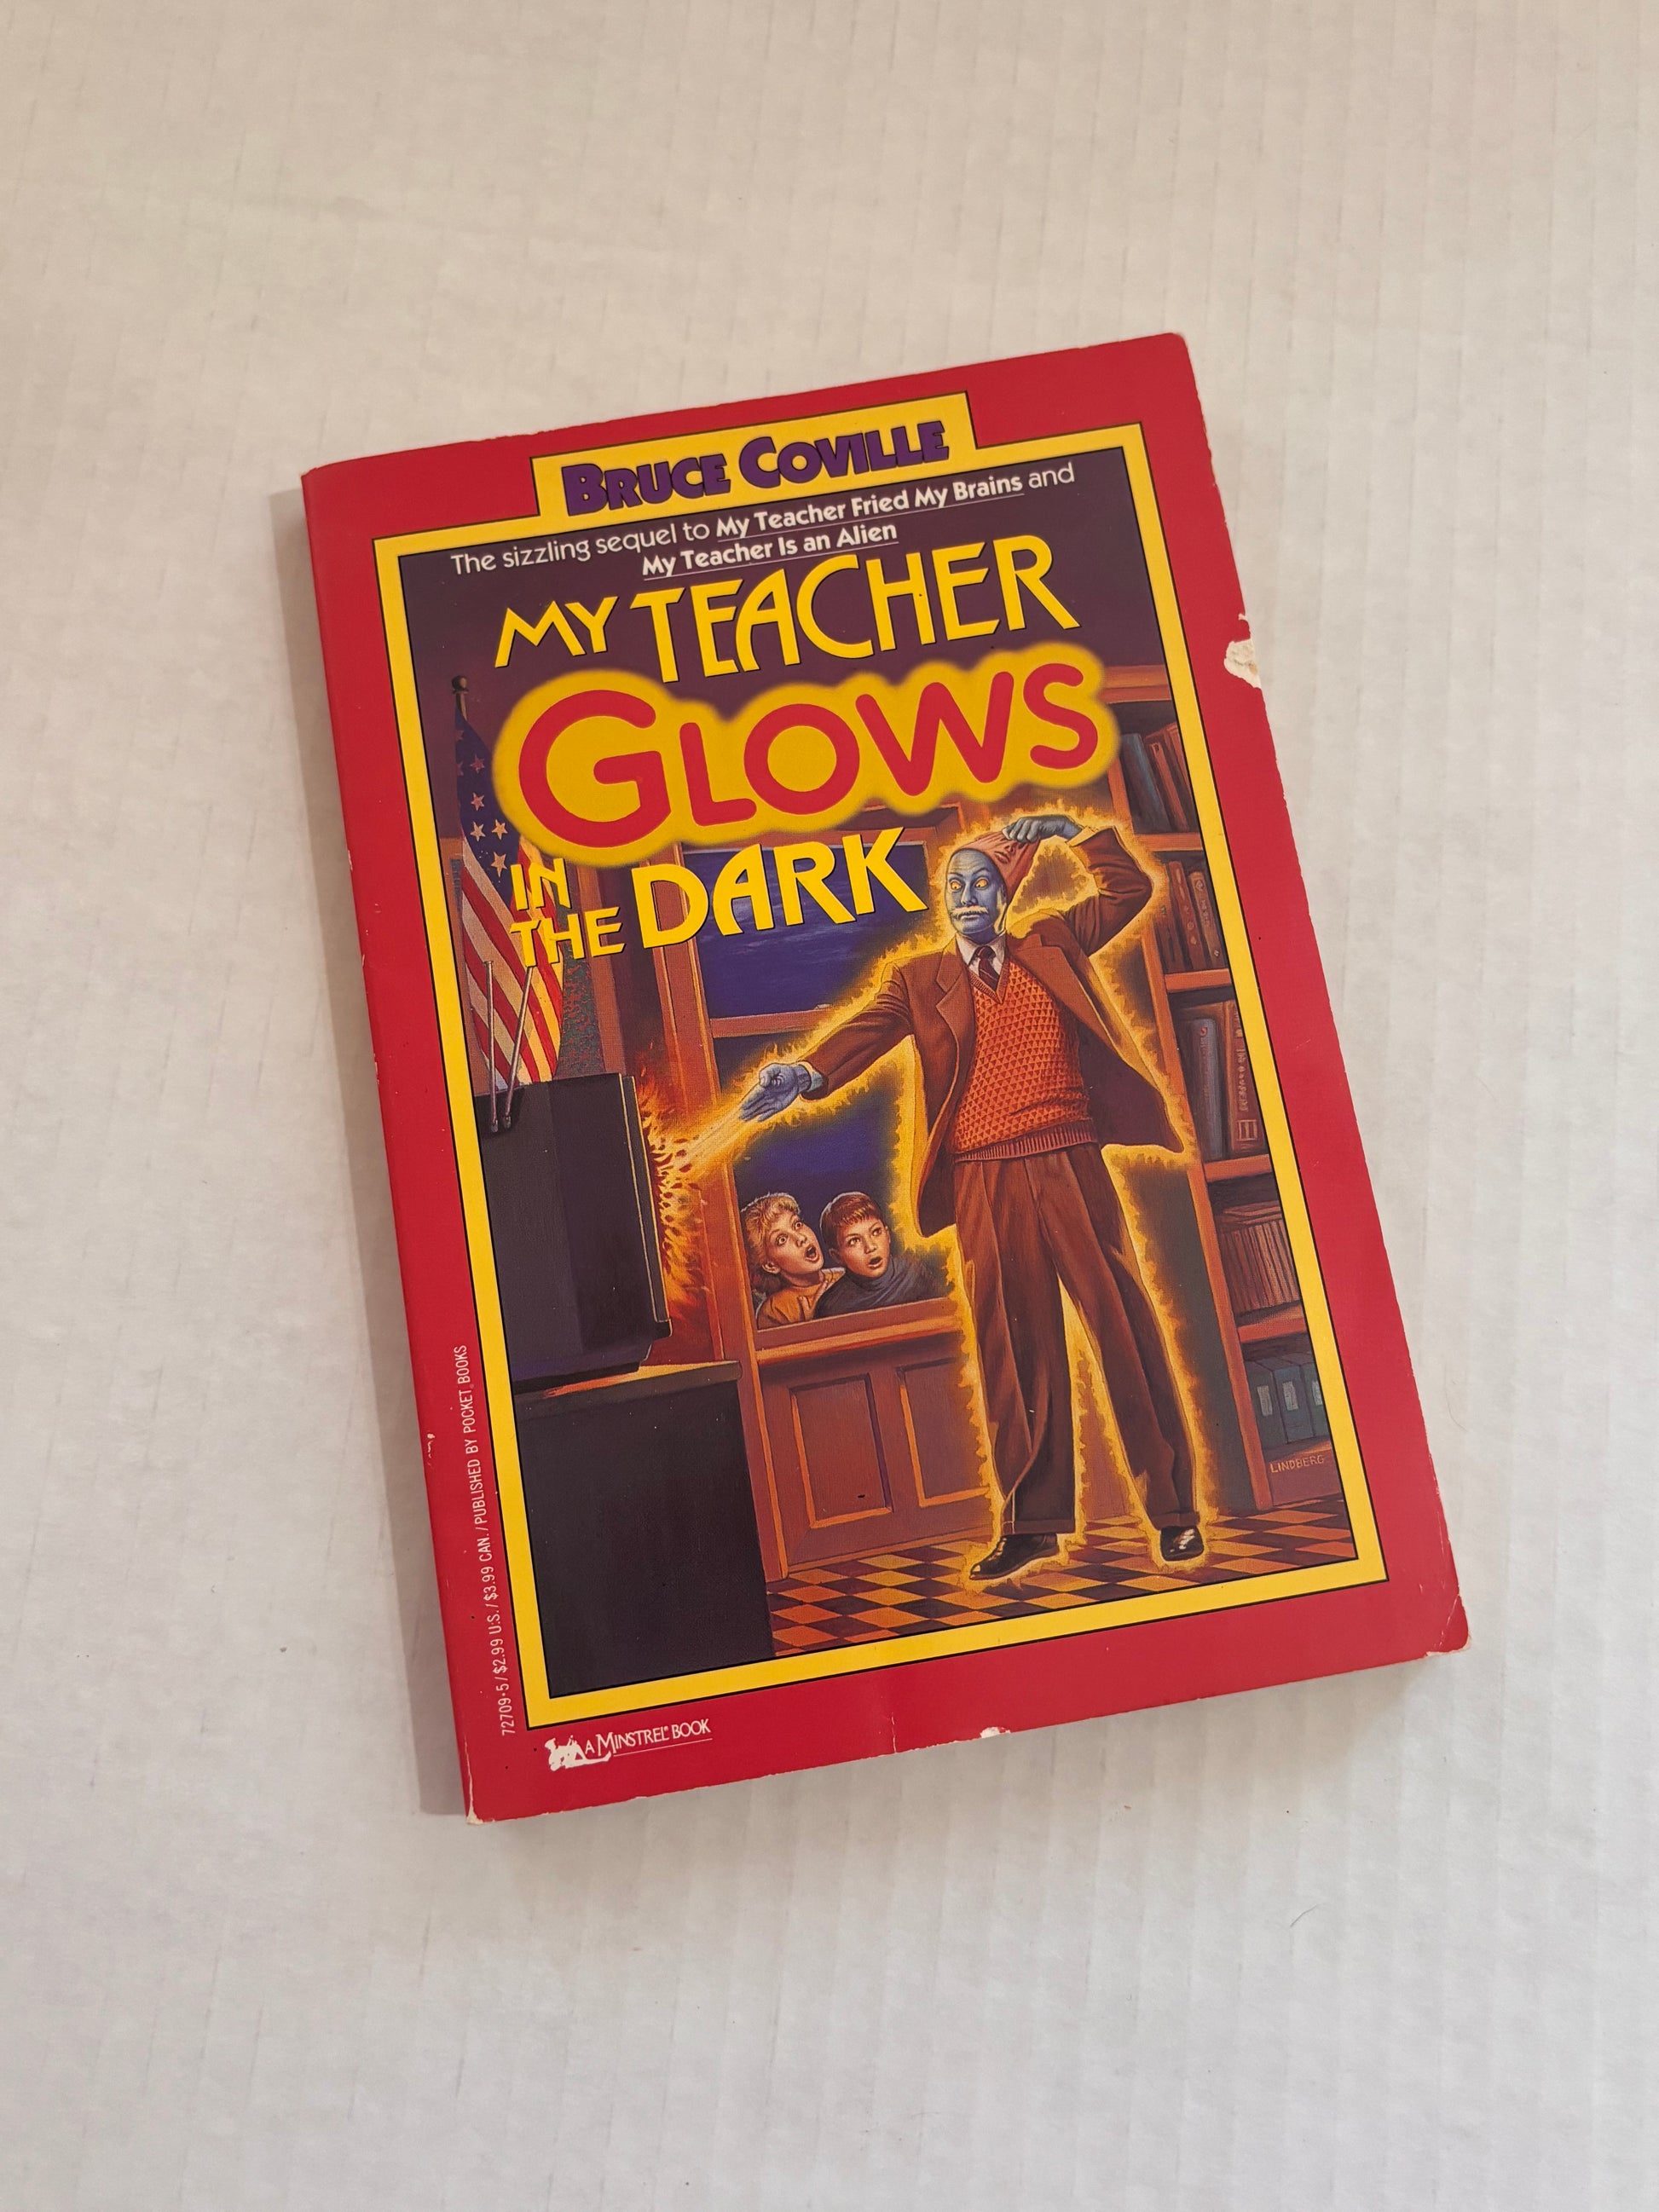 BRUCE COVILLE
The sizzling sequel to My Teacher Fried My Brains and
My Teacher Is an Alien
MY TEACHER
GLOWS
IN
THE DARK
LINDBERG
72709-5/$2.99 U.S./$3.99 CAN./PUBLISHED BY POCKET BOOKS
A MINSTREL® BOOK